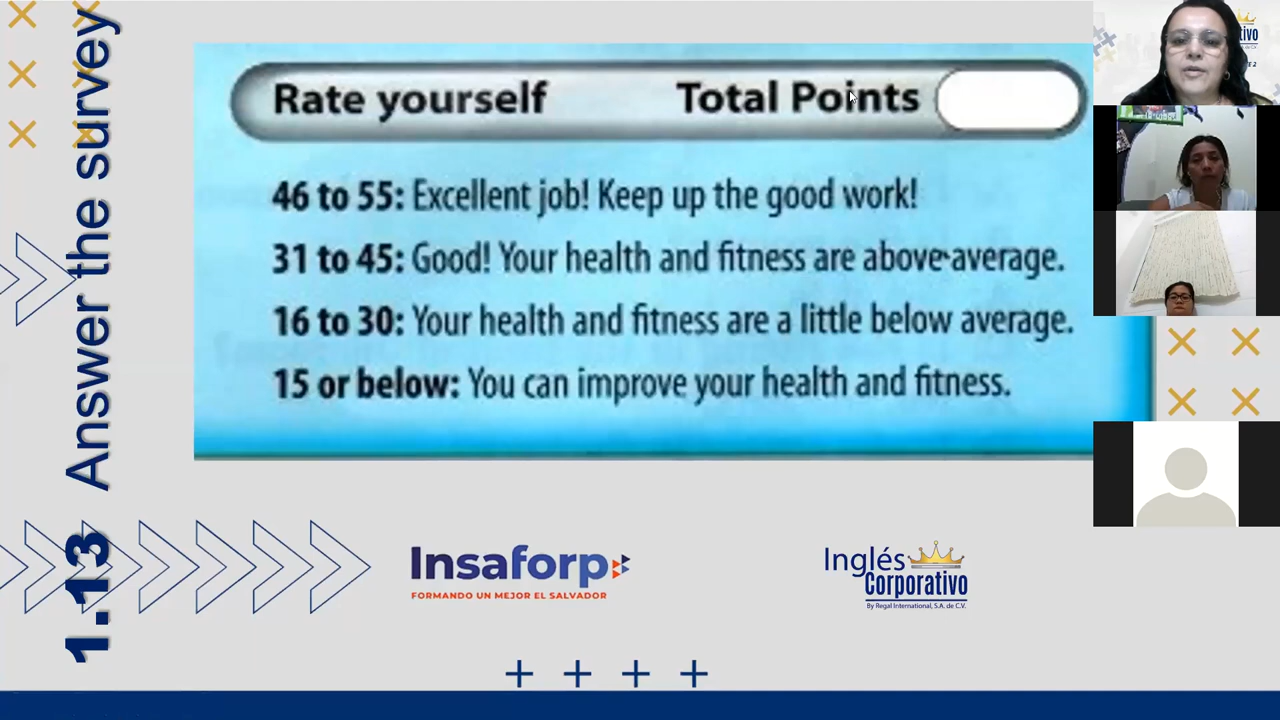 1.13 Answer the survey
Rate yourself Total Points
46 to 55: Excellent job! Keep up the good work!
31 to 45: Good! Your health and fitness are above average.
16 to 30: Your health and fitness are a little below average.
15 or below: You can improve your health and fitness.
Insaforp
FORMANDO UN MEJOR EL SALVADOR
Inglés
Corporativo
By Regal International, S.A. de C.V.